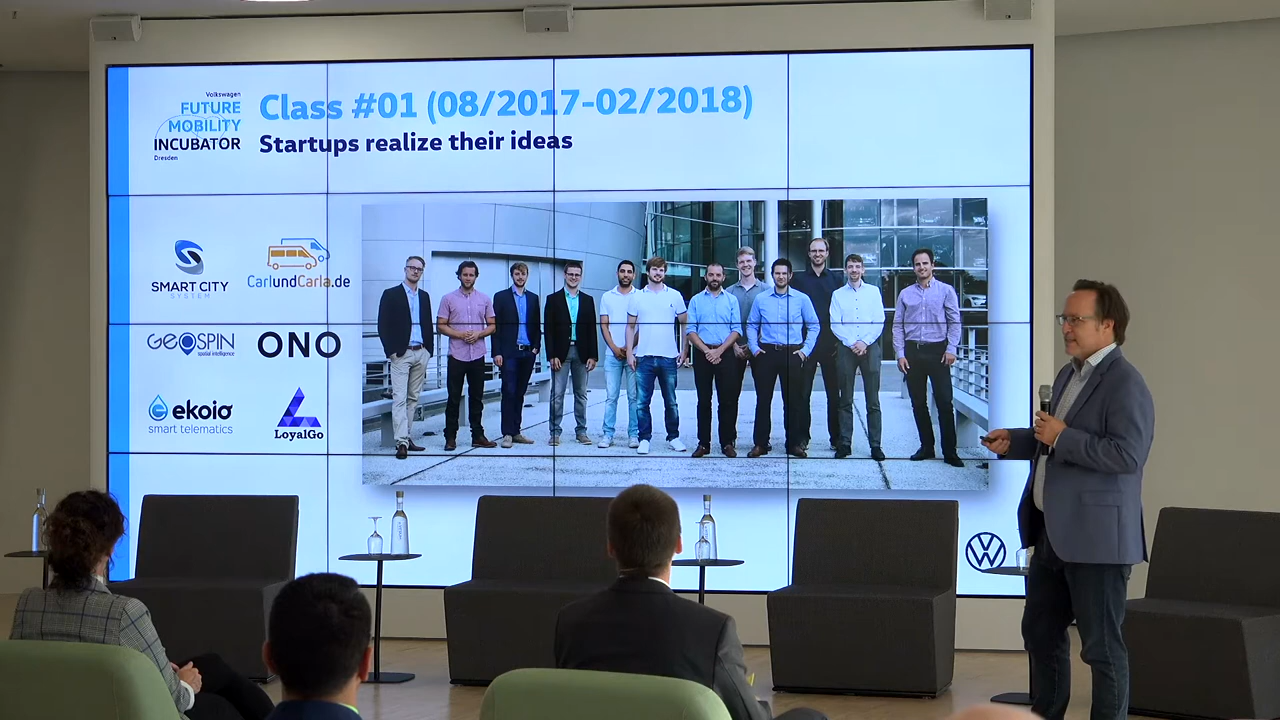 Volkswagen
FUTURE
MOBILITY
INCUBATOR
Dresden
Class #01 (08/2017-02/2018)
Startups realize their ideas
SMART CITY
SYSTEM
CarlundCarla.de
GEOSPIN
spatial intelligence
ONO
ekoio
smart telematics
LoyalGo